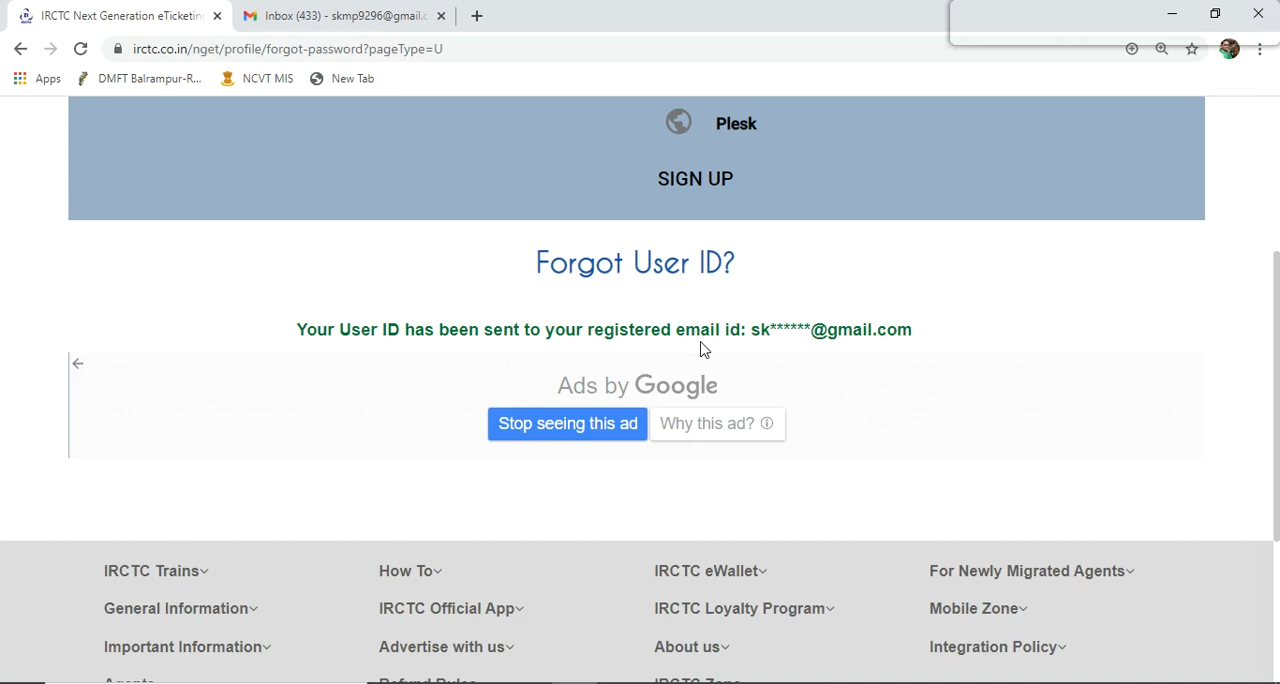 IRCTC Next Generation eTicketin
Inbox (433) - skmp9296@gmail.c
irctc.co.in/nget/profile/forgot-password?pageType=U
Apps DMFT Balrampur-R... NCVT MIS New Tab
Plesk
SIGN UP
Forgot User ID?
Your User ID has been sent to your registered email id: sk******@gmail.com
Ads by Google
Stop seeing this ad Why this ad?
IRCTC Trains How To IRCTC eWallet For Newly Migrated Agents
General Information IRCTC Official App IRCTC Loyalty Program Mobile Zone
Important Information Advertise with us About us Integration Policy